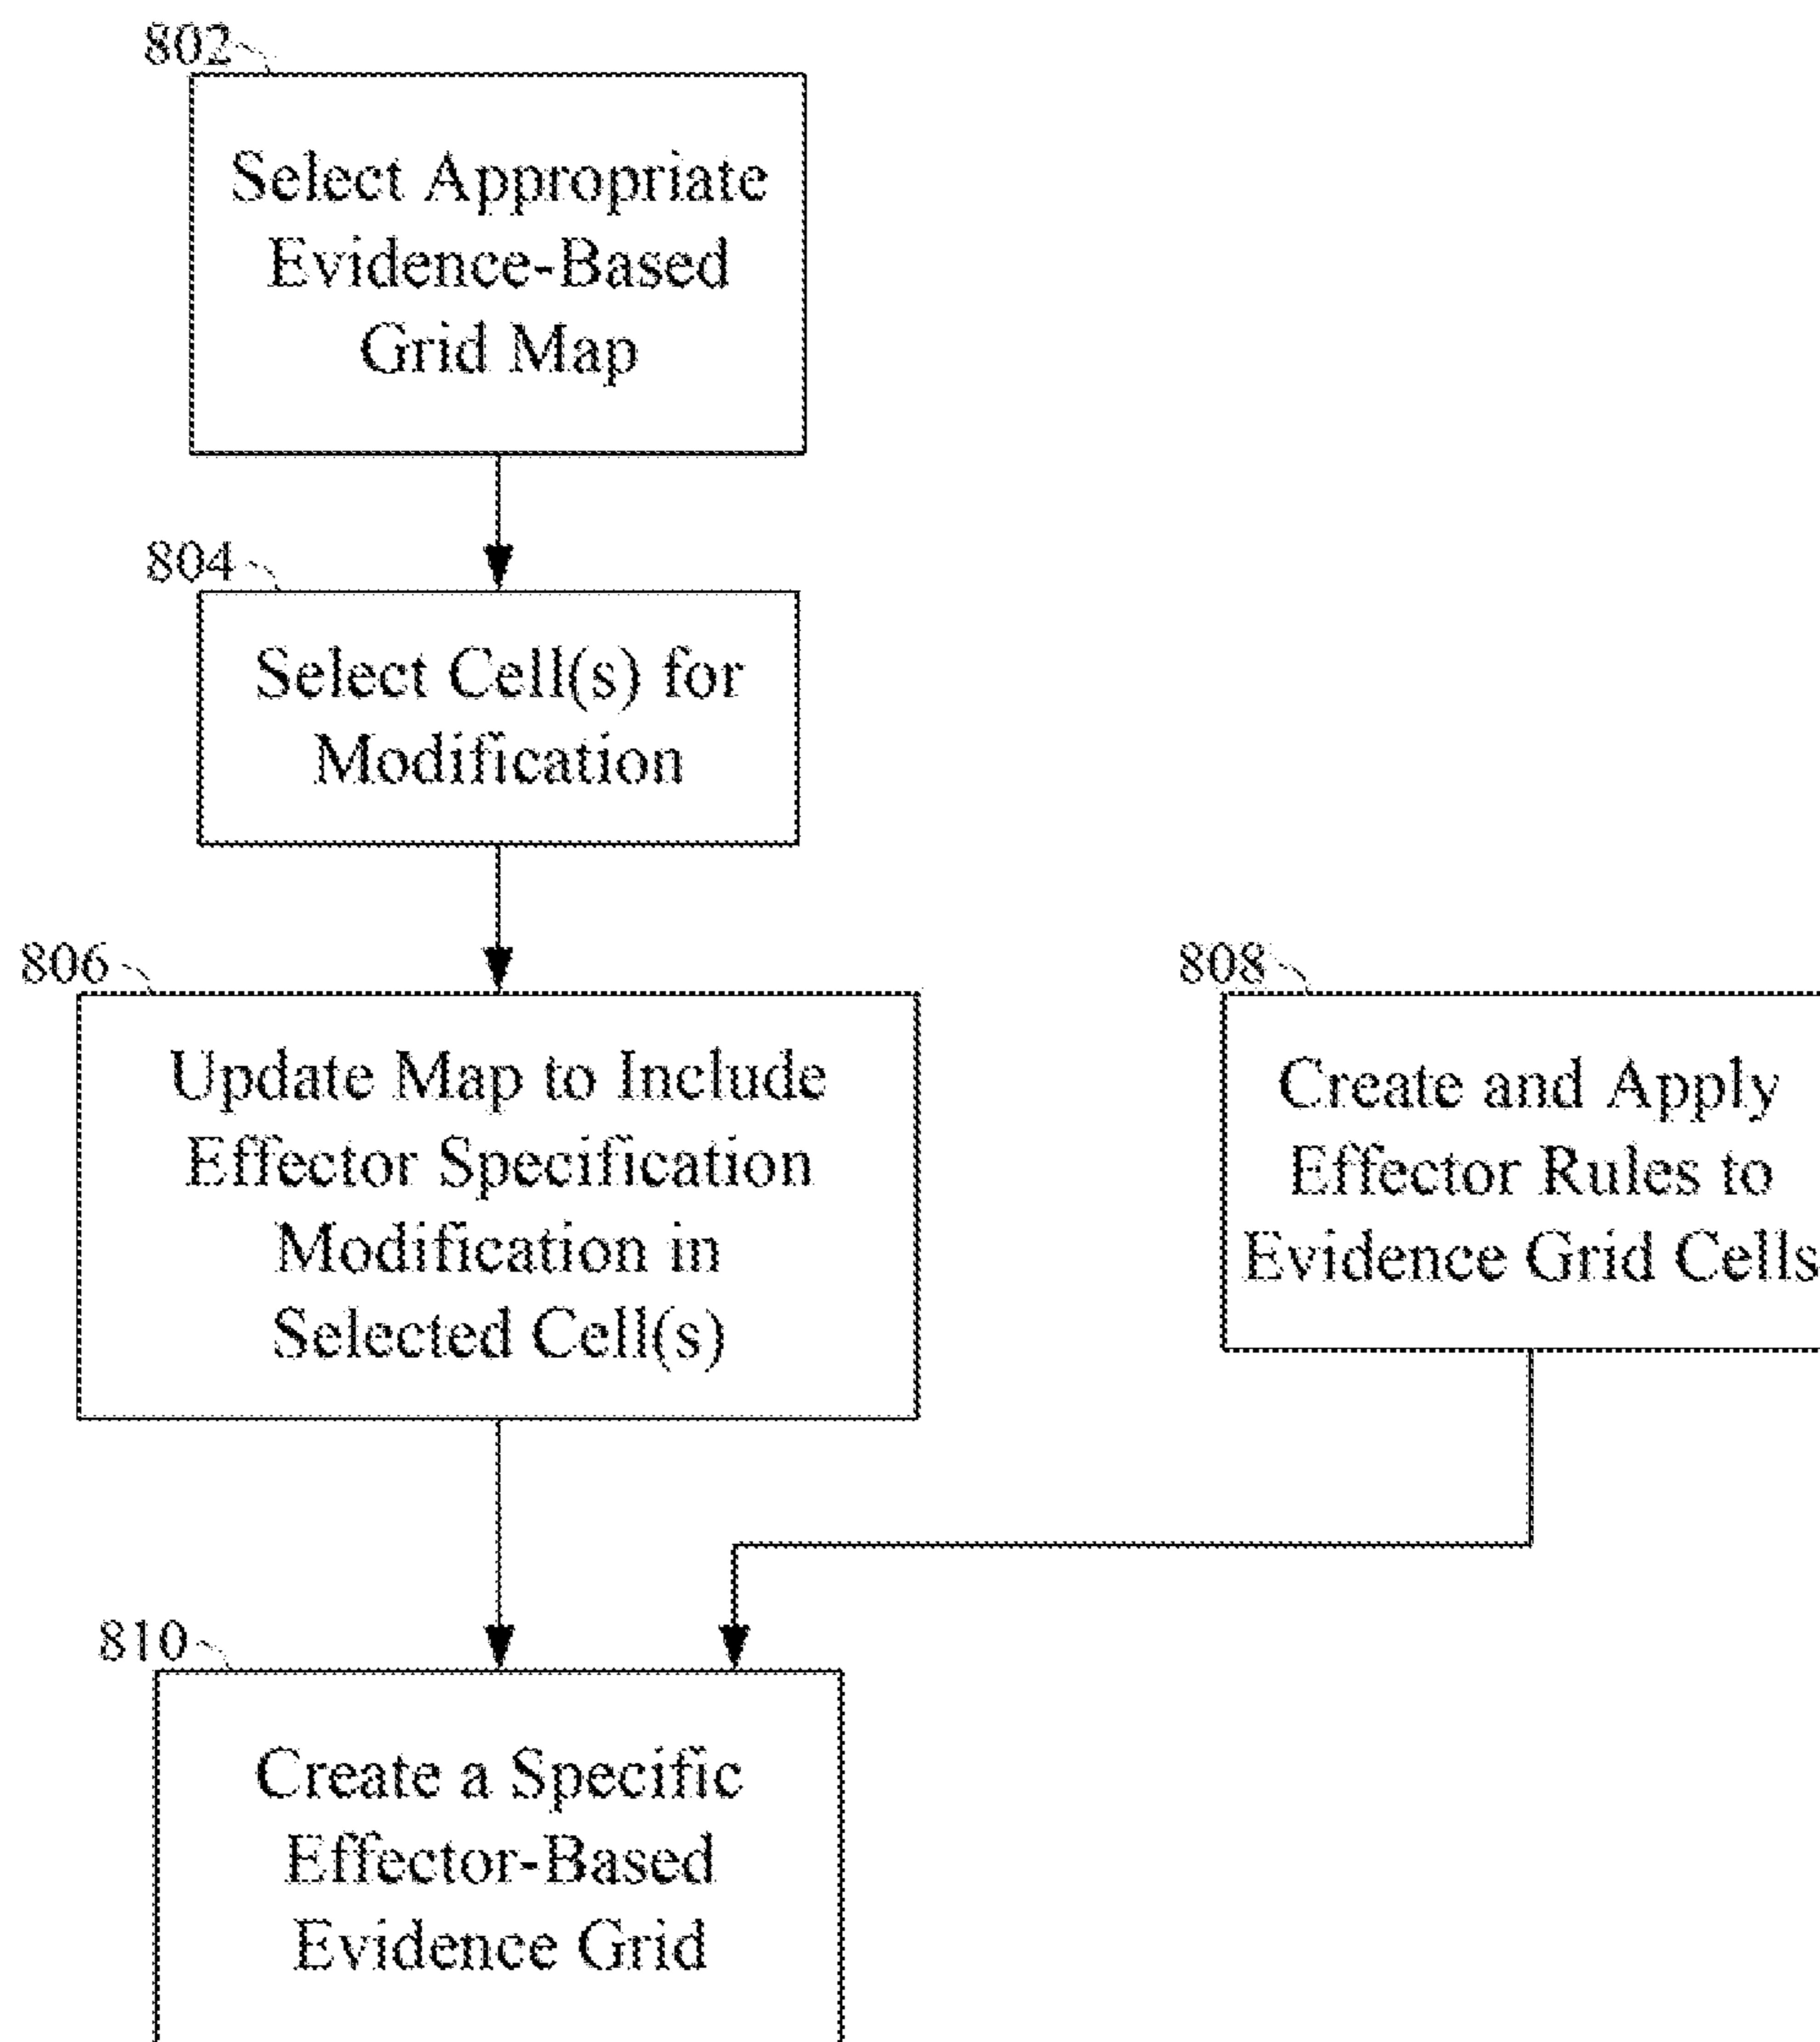 802
Select Appropriate
Evidence-Based
Grid Map
804
Select Cell(s) for
Modification
806
Update Map to Include
Effector Specification
Modification in
Selected Cell(s)
808
Create and Apply
Effector Rules to
Evidence Grid Cells
810
Create a Specific
Effector-Based
Evidence Grid